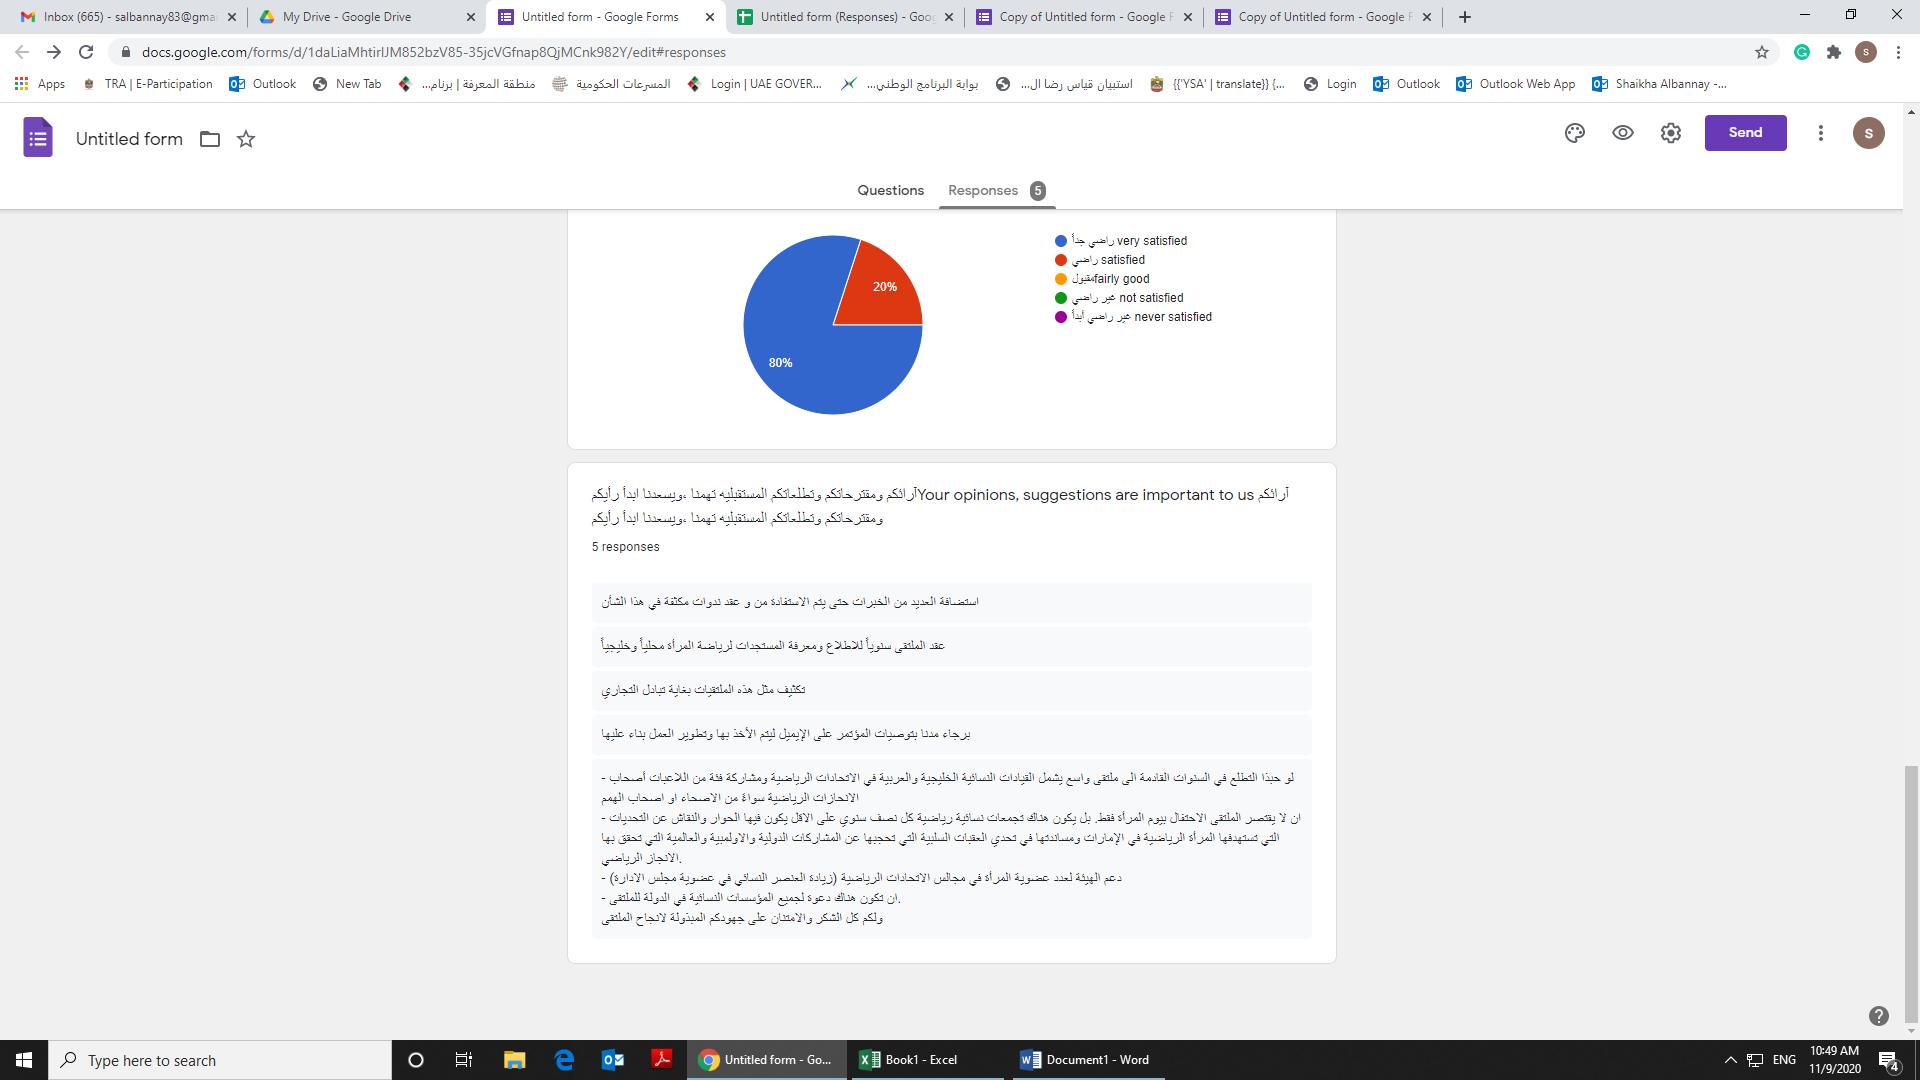 Inbox (665) - salbannay83@gmai
My Drive - Google Drive
Untitled form - Google Forms
Untitled form (Responses) - Goog
Copy of Untitled form - Google F
Copy of Untitled form - Google F
docs.google.com/forms/d/1daLiaMhtirlJM852bzV85-35jcVGfnap8QjMCnk982Y/edit#responses
S
Apps
TRA | E-Participation
Outlook
New Tab
منطقة المعرفة | برنام...
المسرعات الحكومية
Login | UAE GOVER...
بوابة البرنامج الوطني...
استبيان قياس رضا ال...
{{'YSA' | translate}} {...
Login
Outlook
Outlook Web App
Shaikha Albannay -...
Untitled form
Send
S
Questions
Responses 5
80%
20%
راضي جداً very satisfied
راضي satisfied
مقبولfairly good
غير راضي not satisfied
غير راضي أبداً never satisfied
آرائكم ومقترحاتكم وتطلعاتكم المستقبليه تهمنا ،ويسعدنا ابدأ رأيكمYour opinions, suggestions are important to us آرائكم
ومقترحاتكم وتطلعاتكم المستقبليه تهمنا ،ويسعدنا ابدأ رأيكم
5 responses
استضافة العديد من الخبرات حتى يتم الاستفادة من و عقد ندوات مكثفة في هذا الشأن
عقد الملتقى سنوياً للاطلاع ومعرفة المستجدات لرياضة المرأة محلياً وخليجياً
تكثيف مثل هذه الملتقيات بغاية تبادل التجاري
برجاء مدنا بتوصيات المؤتمر على الإيميل ليتم الأخذ بها وتطوير العمل بناء عليها
- لو حبذا التطلع في السنوات القادمة الى ملتقى واسع يشمل القيادات النسائية الخليجية والعربية في الاتحادات الرياضية ومشاركة فئة من اللاعبات أصحاب
الانجازات الرياضية سواءً من الاصحاء او اصحاب الهمم
- ان لا يقتصر الملتقى الاحتفال بيوم المرأة فقط. بل يكون هناك تجمعات نسائية رياضية كل نصف سنوي على الاقل يكون فيها الحوار والنقاش عن التحديات
التي تستهدفها المرأة الرياضية في الإمارات ومساندتها في تحدي العقبات السلبية التي تحجبها عن المشاركات الدولية والاولمبية والعالمية التي تحقق بها
الانجاز الرياضي.
- دعم الهيئة لعدد عضوية المرأة في مجالس الاتحادات الرياضية (زيادة العنصر النسائي في عضوية مجلس الادارة)
- ان تكون هناك دعوة لجميع المؤسسات النسائية في الدولة للملتقى.
ولكم كل الشكر والامتنان على جهودكم المبذولة لانجاح الملتقى
Type here to search
Untitled form - Go...
Book1 - Excel
Document1 - Word
ENG
10:49 AM
11/9/2020
4